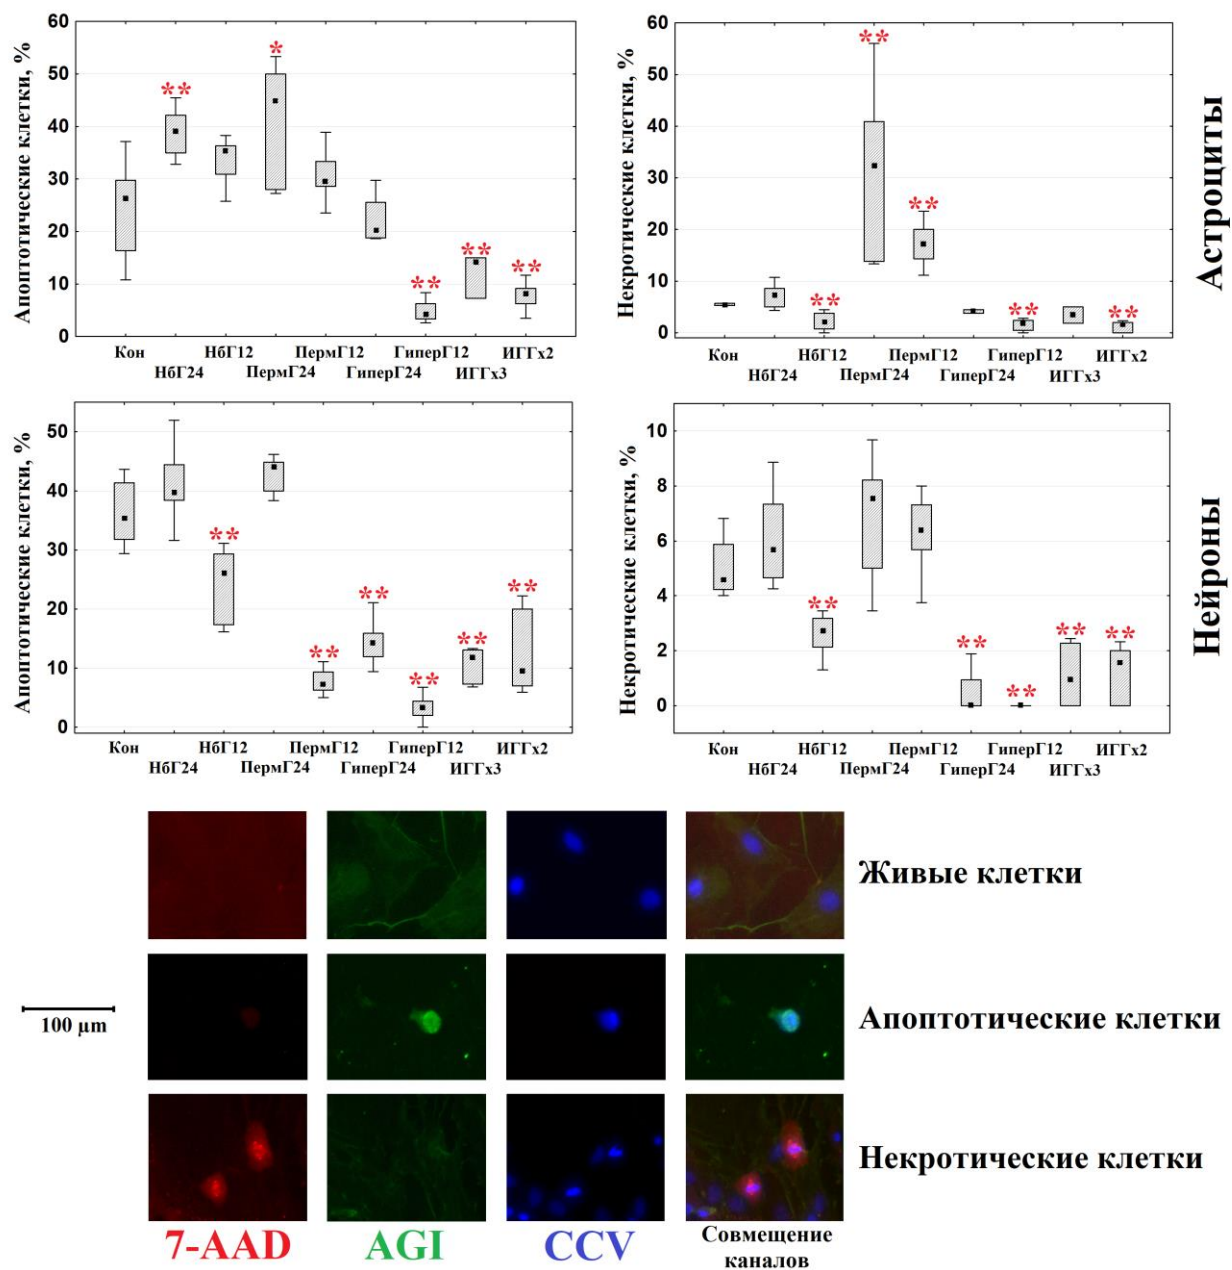 Апоптотические клетки, %
60
50
40
30
20
10
0
**
*
**
**
**
Кон НбГ12 ПермГ12 ГиперГ12 ИГГх2
НбГ24 ПермГ24 ГиперГ24 ИГГх3
Некротические клетки, %
60
50
40
30
20
10
0
**
**
**
**
**
Кон НбГ12 ПермГ12 ГиперГ12 ИГГх2
НбГ24 ПермГ24 ГиперГ24 ИГГх3
Астроциты
Апоптотические клетки, %
50
40
30
20
10
0
**
**
**
**
**
**
Кон НбГ12 ПермГ12 ГиперГ12 ИГГх2
НбГ24 ПермГ24 ГиперГ24 ИГГх3
Некротические клетки, %
10
8
6
4
2
0
**
**
**
**
**
Кон НбГ12 ПермГ12 ГиперГ12 ИГГх2
НбГ24 ПермГ24 ГиперГ24 ИГГх3
Нейроны
Живые клетки
100 µm
Апоптотические клетки
Некротические клетки
7-AAD AGI CCV Совмещение
каналов